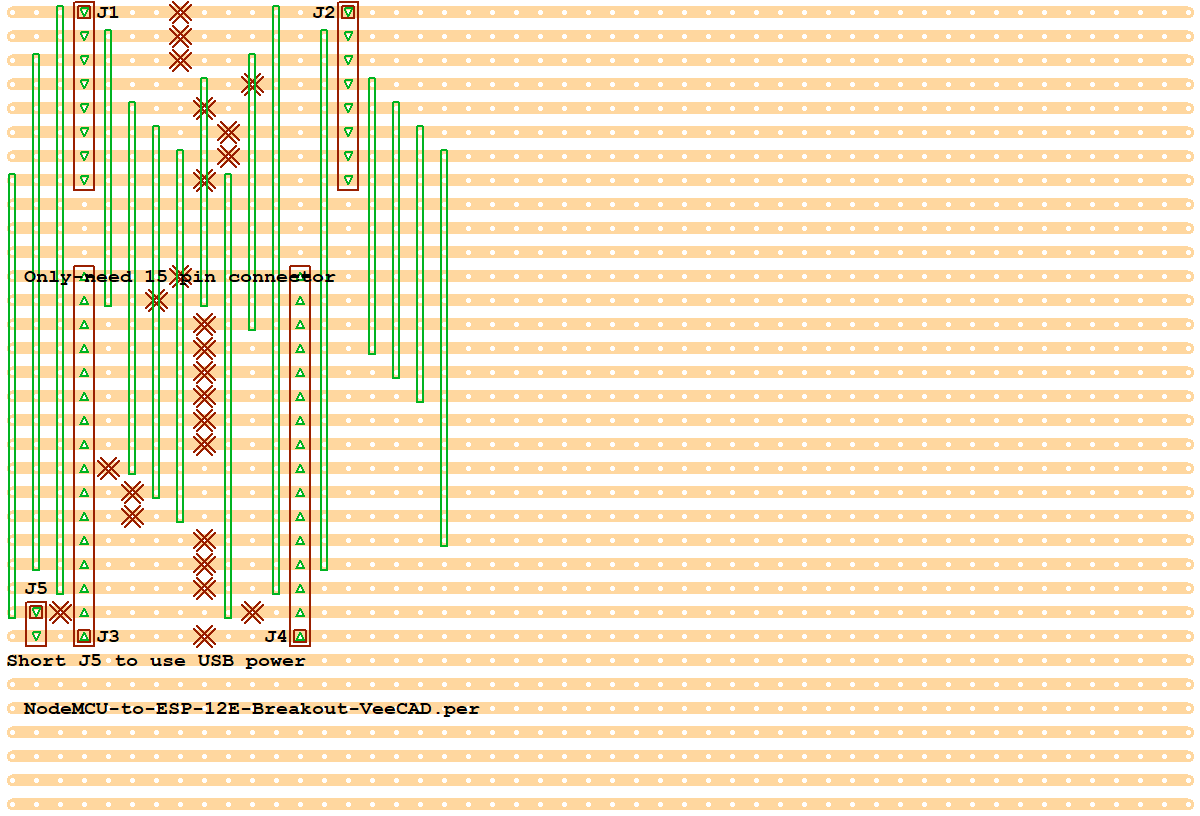 J1 J2
Only-need 15 pin connector
J5
J3 J4
Short J5 to use USB power
NodeMCU-to-ESP-12E-Breakout-VeeCAD.per